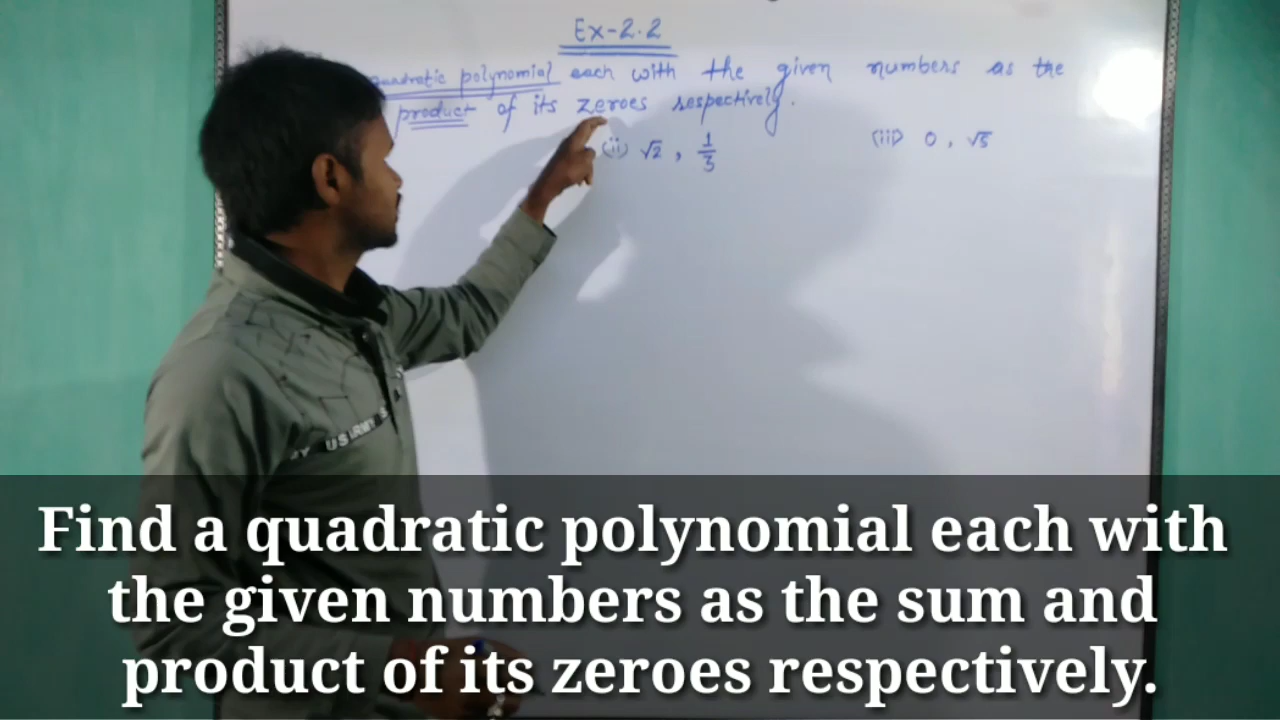 Ex-2.2
quadratic polynomial each with the given numbers as the
product of its zeroes respectively.
(ii) √2 , 1/3 (iii) 0 , √5
US ARMY
Find a quadratic polynomial each with
the given numbers as the sum and
product of its zeroes respectively.